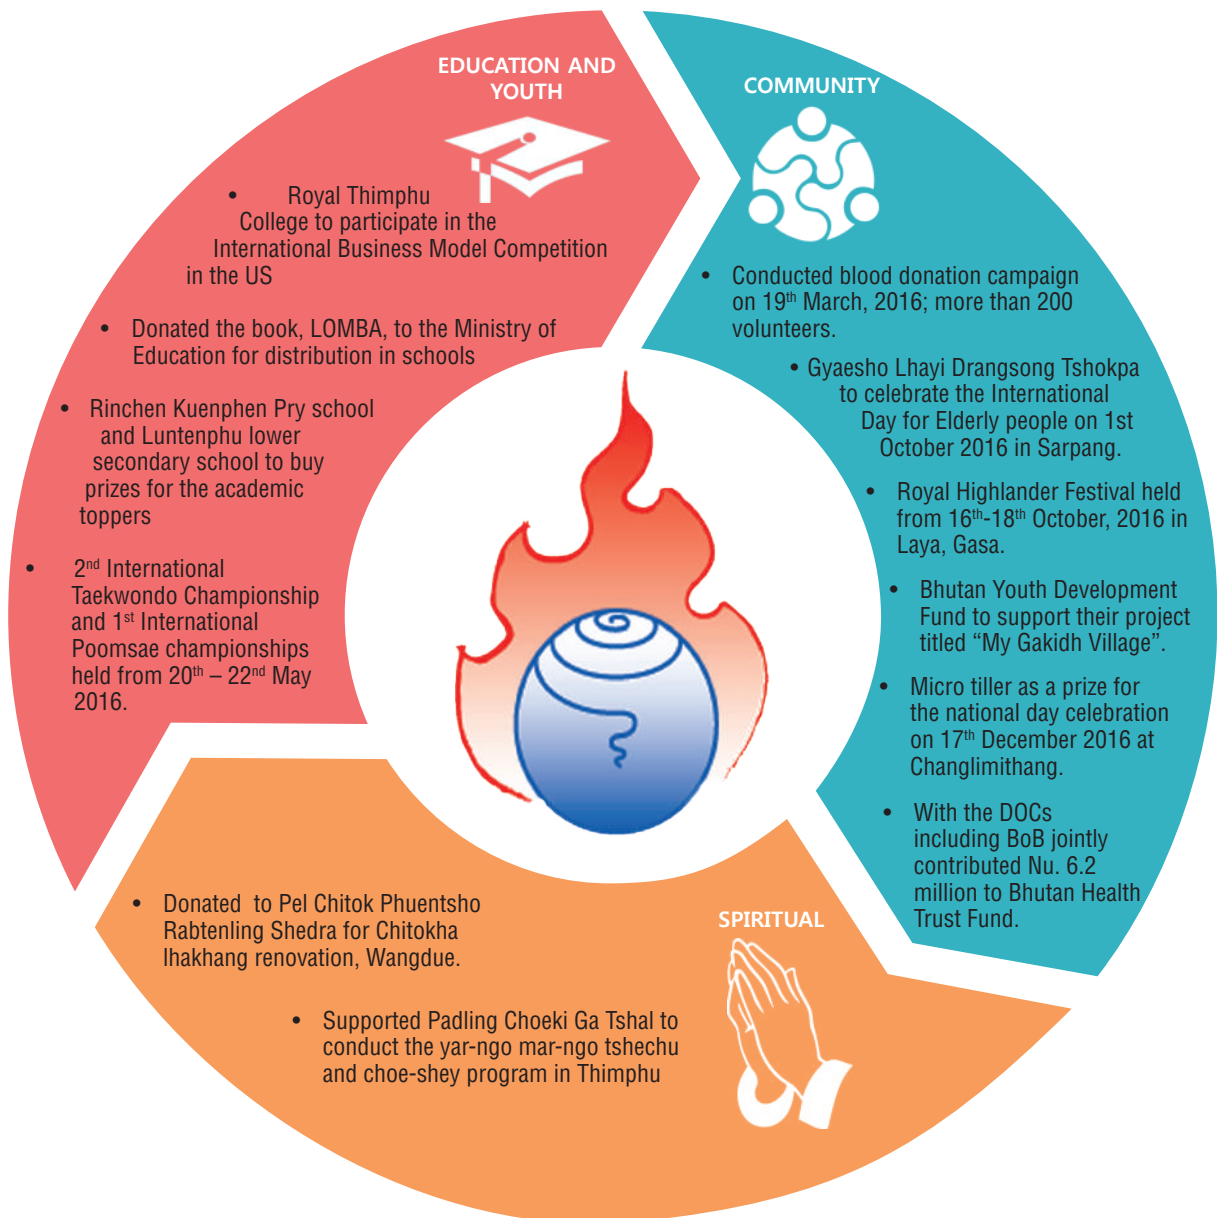 EDUCATION AND
YOUTH
• Royal Thimphu
College to participate in the
International Business Model Competition
in the US
• Donated the book, LOMBA, to the Ministry of
Education for distribution in schools
• Rinchen Kuenphen Pry school
and Luntenphu lower
secondary school to buy
prizes for the academic
toppers
• 2nd International
Taekwondo Championship
and 1st International
Poomsae championships
held from 20th – 22nd May
2016.
COMMUNITY
• Conducted blood donation campaign
on 19th March, 2016; more than 200
volunteers.
• Gyaesho Lhayi Drangsong Tshokpa
to celebrate the International
Day for Elderly people on 1st
October 2016 in Sarpang.
• Royal Highlander Festival held
from 16th-18th October, 2016 in
Laya, Gasa.
• Bhutan Youth Development
Fund to support their project
titled “My Gakidh Village”.
• Micro tiller as a prize for
the national day celebration
on 17th December 2016 at
Changlimithang.
• With the DOCs
including BoB jointly
contributed Nu. 6.2
million to Bhutan Health
Trust Fund.
SPIRITUAL
• Donated to Pel Chitok Phuentsho
Rabtenling Shedra for Chitokha
lhakhang renovation, Wangdue.
• Supported Padling Choeki Ga Tshal to
conduct the yar-ngo mar-ngo tshechu
and choe-shey program in Thimphu